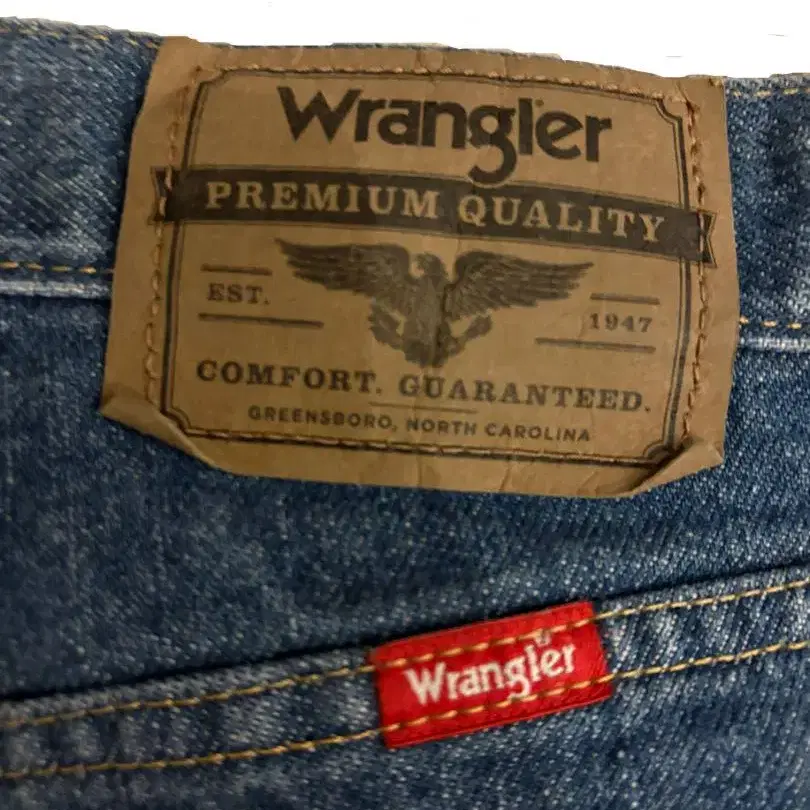 Wrangler
PREMIUM QUALITY
EST.
1947
COMFORT. GUARANTEED.
GREENSBORO, NORTH CAROLINA
Wrangler